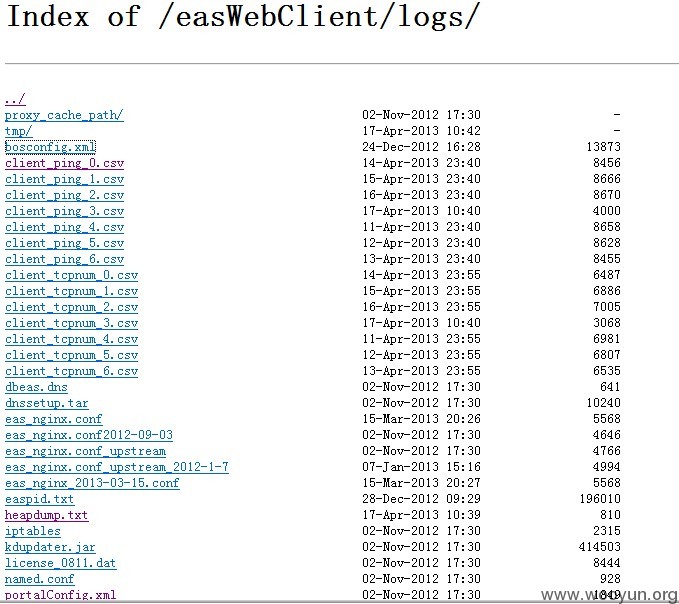 Index of /easWebClient/logs/
../
proxy_cache_path/ 02-Nov-2012 17:30 -
tmp/ 17-Apr-2013 10:42 -
bosconfig.xml 24-Dec-2012 16:28 13873
client_ping_0.csv 14-Apr-2013 23:40 8456
client_ping_1.csv 15-Apr-2013 23:40 8666
client_ping_2.csv 16-Apr-2013 23:40 8670
client_ping_3.csv 17-Apr-2013 10:40 4000
client_ping_4.csv 11-Apr-2013 23:40 8658
client_ping_5.csv 12-Apr-2013 23:40 8628
client_ping_6.csv 13-Apr-2013 23:40 8455
client_tcpnum_0.csv 14-Apr-2013 23:55 6487
client_tcpnum_1.csv 15-Apr-2013 23:55 6886
client_tcpnum_2.csv 16-Apr-2013 23:55 7005
client_tcpnum_3.csv 17-Apr-2013 10:40 3068
client_tcpnum_4.csv 11-Apr-2013 23:55 6981
client_tcpnum_5.csv 12-Apr-2013 23:55 6807
client_tcpnum_6.csv 13-Apr-2013 23:55 6535
dbeas.dns 02-Nov-2012 17:30 641
dnssetup.tar 02-Nov-2012 17:30 10240
eas_nginx.conf 15-Mar-2013 20:26 5568
eas_nginx.conf2012-09-03 02-Nov-2012 17:30 4646
eas_nginx.conf_upstream 02-Nov-2012 17:30 4766
eas_nginx.conf_upstream_2012-1-7 07-Jan-2013 15:16 4994
eas_nginx_2013-03-15.conf 15-Mar-2013 20:27 5568
easpid.txt 28-Dec-2012 09:29 196010
heapdump.txt 17-Apr-2013 10:39 810
iptables 02-Nov-2012 17:30 2315
kdupdater.jar 02-Nov-2012 17:30 414503
license_0811.dat 02-Nov-2012 17:30 8444
named.conf 02-Nov-2012 17:30 928
portalConfig.xml 02-Nov-2012 17:30
www.wooyun.org